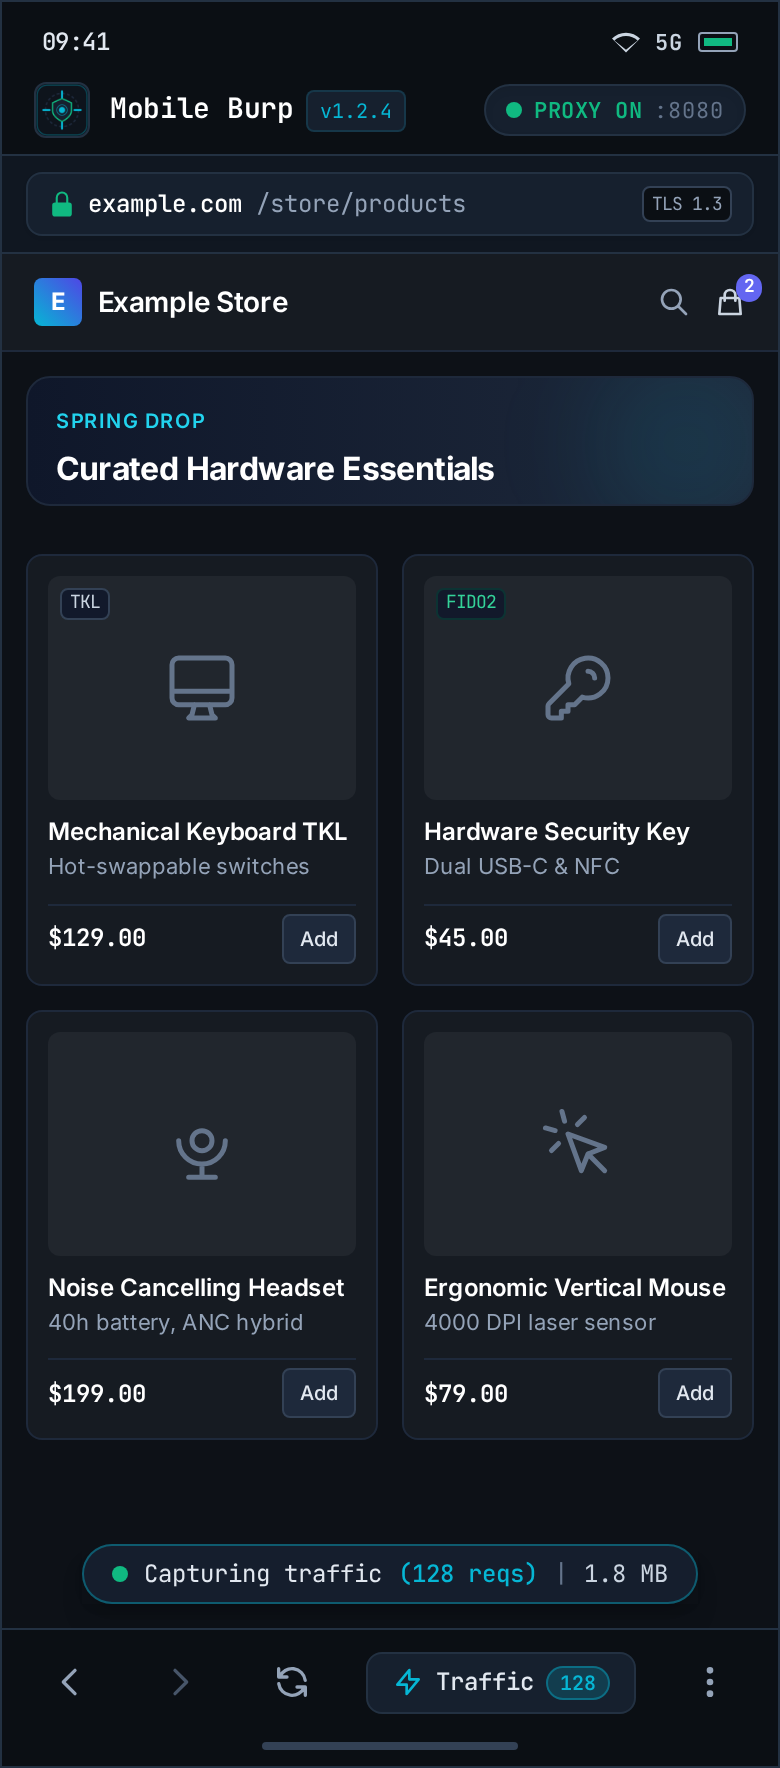 09:41 5G
Mobile Burp v1.2.4 PROXY ON :8080
example.com /store/products TLS 1.3
E Example Store 2
SPRING DROP
Curated Hardware Essentials
TKL
Mechanical Keyboard TKL
Hot-swappable switches
$129.00 Add
FIDO2
Hardware Security Key
Dual USB-C & NFC
$45.00 Add
Noise Cancelling Headset
40h battery, ANC hybrid
$199.00 Add
Ergonomic Vertical Mouse
4000 DPI laser sensor
$79.00 Add
Capturing traffic (128 reqs) | 1.8 MB
Traffic 128